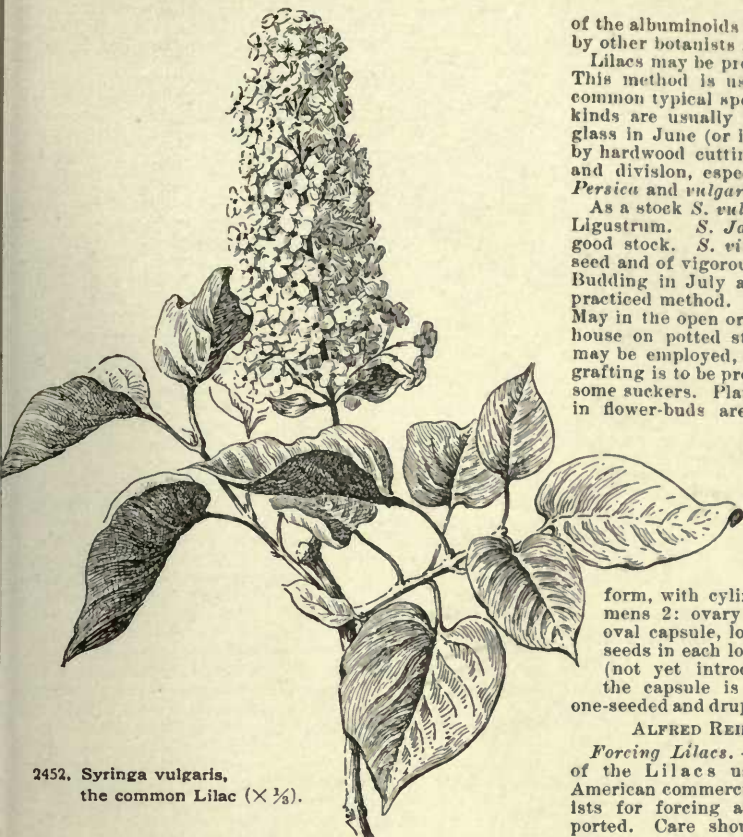 of the albuminoids
by other botanists
Lilacs may be pro
This method is us
common typical spe
kinds are usually
glass in June (or i
by hardwood cuttin
and division, espe
Persica and vulgar
As a stock S. vul
Ligustrum. S. Ja
good stock. S. vi
seed and of vigorou
Budding in July a
practiced method.
May in the open or
house on potted st
may be employed,
grafting is to be pre
some suckers. Pla
in flower-buds are
form, with cylin
mens 2: ovary
oval capsule, lo
seeds in each lo
(not yet introd
the capsule is
one-seeded and drup
ALFRED REH
Forcing Lilacs.
of the Lilacs u
American commerc
ists for forcing a
ported. Care shou
2452. Syringa vulgaris,
the common Lilac (× ⅓).